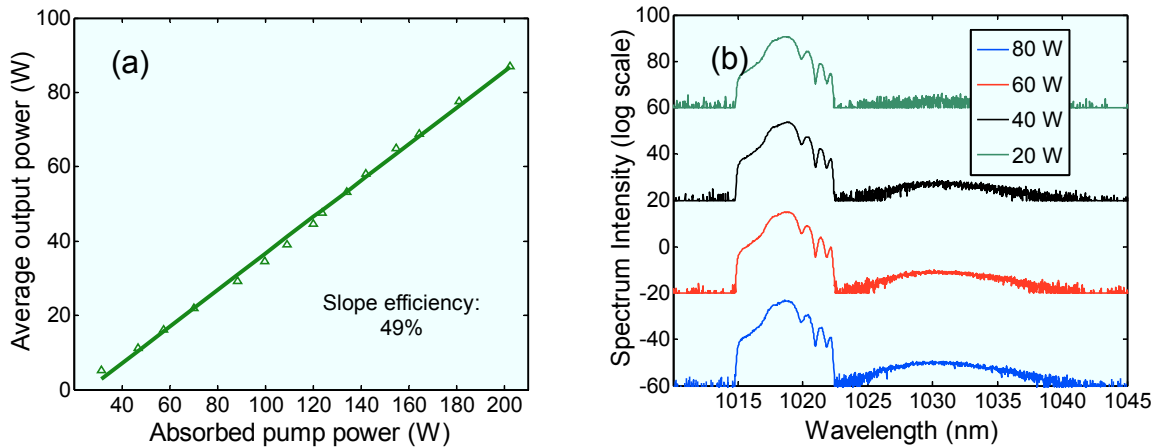 100
80
60
40
20
0
40 60 80 100 120 140 160 180 200
Average output power (W)
Absorbed pump power (W)
(a)
Slope efficiency:
49%
100
80
60
40
20
0
-20
-40
-60
1015 1020 1025 1030 1035 1040 1045
Spectrum Intensity (log scale)
Wavelength (nm)
(b)
80 W
60 W
40 W
20 W